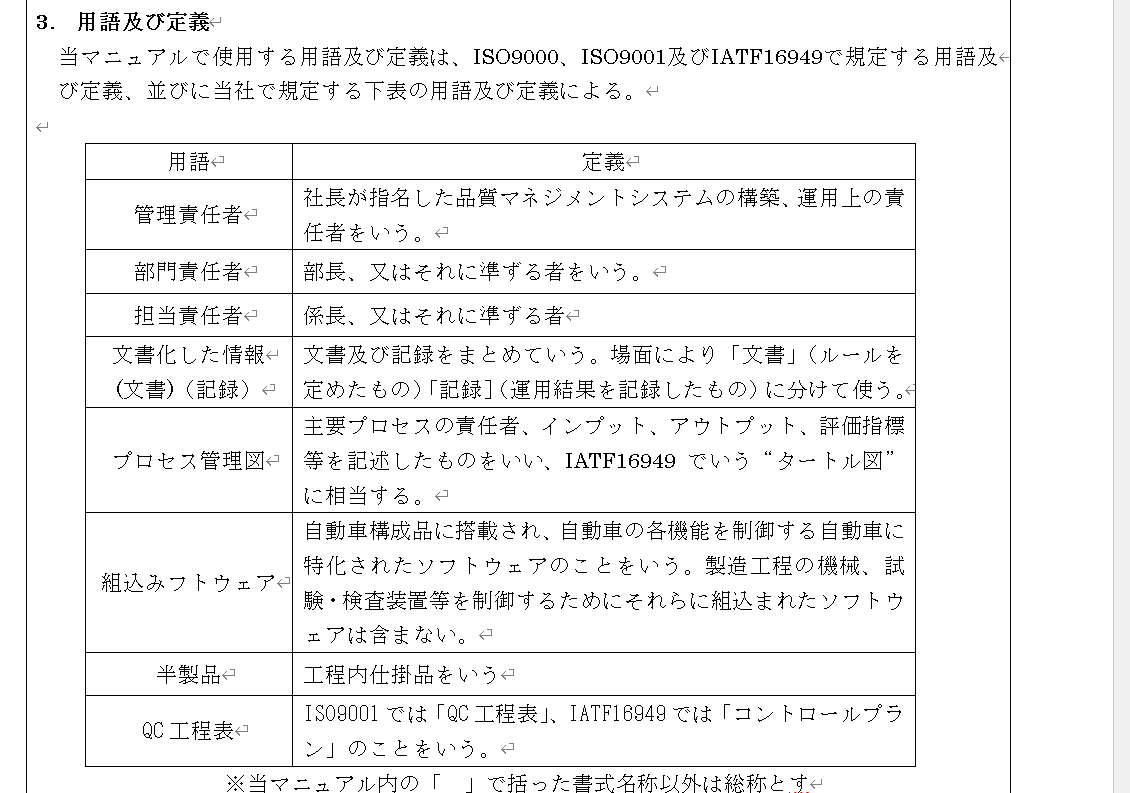 3. 用語及び定義
当マニュアルで使用する用語及び定義は、ISO9000、ISO9001及びIATF16949で規定する用語及
び定義、並びに当社で規定する下表の用語及び定義による。
用語
定義
管理責任者
社長が指名した品質マネジメントシステムの構築、運用上の責
任者をいう。
部門責任者
部長、又はそれに準ずる者をいう。
担当責任者
係長、又はそれに準ずる者
文書化した情報
(文書)（記録）
文書及び記録をまとめていう。場面により「文書」（ルールを
定めたもの）「記録］（運用結果を記録したもの）に分けて使う。
プロセス管理図
主要プロセスの責任者、インプット、アウトプット、評価指標
等を記述したものをいい、IATF16949 でいう“タートル図”
に相当する。
組込みフトウェア
自動車構成品に搭載され、自動車の各機能を制御する自動車に
特化されたソフトウェアのことをいう。製造工程の機械、試
験・検査装置等を制御するためにそれらに組込まれたソフトウ
ェアは含まない。
半製品
工程内仕掛品をいう
QC工程表
ISO9001では「QC工程表」、IATF16949では「コントロールプラ
ン」のことをいう。
※当マニュアル内の「　」で括った書式名称以外は総称とす